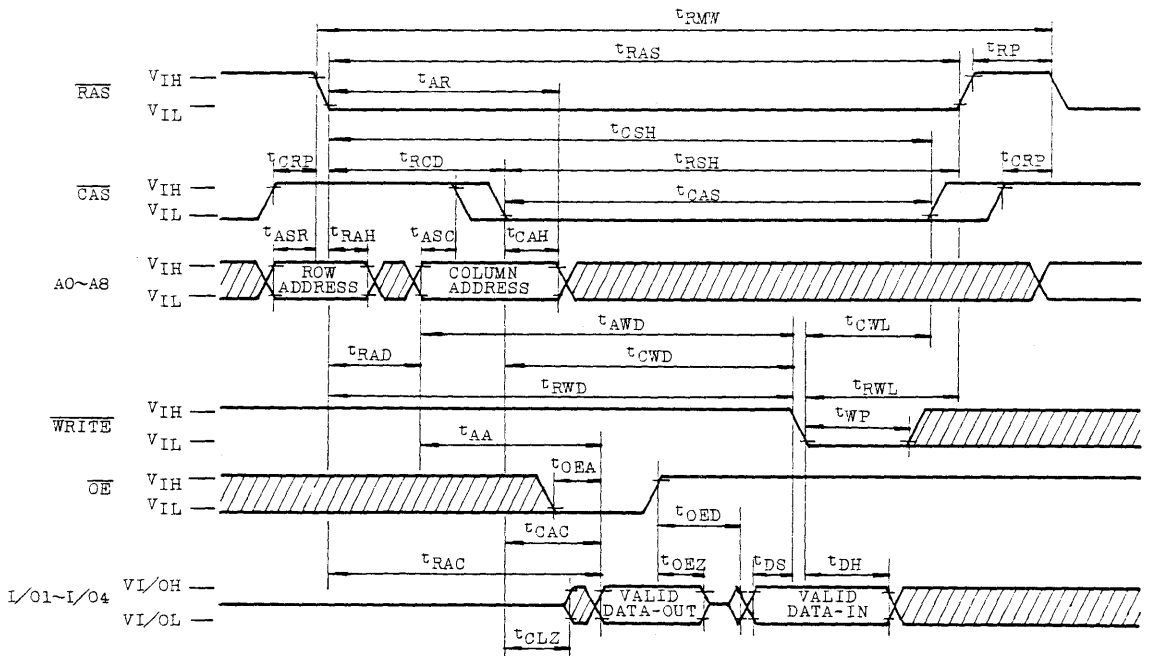 tRMW
tRAS
tRP
tAR
RAS
VIH
VIL
tCSH
tCRP
tRCD
tRSH
tCRP
CAS
VIH
VIL
tCAS
tASR
tRAH
tASC
tCAH
A0~A8
VIH
VIL
ROW
ADDRESS
COLUMN
ADDRESS
tAWD
tCWL
tRAD
tCWD
tRWD
tRWL
WRITE
VIH
VIL
tWP
tAA
tOEA
OE
VIH
VIL
tOED
tCAC
tRAC
tOEZ
tDS
tDH
I/O1~I/O4
VI/OH
VI/OL
VALID
DATA-OUT
VALID
DATA-IN
tCLZ